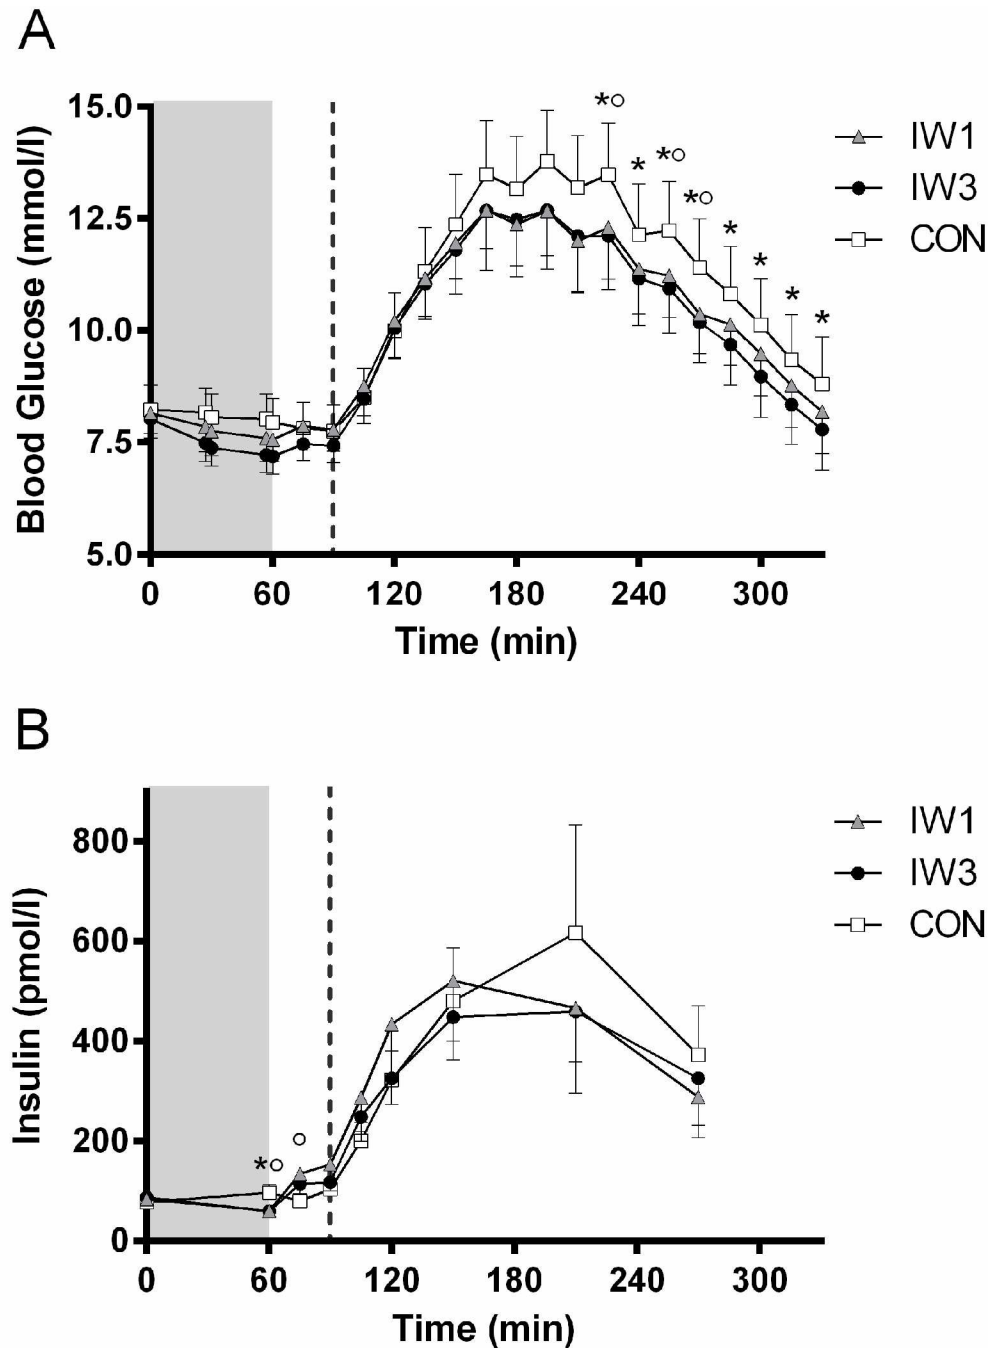 A
Blood Glucose (mmol/l)
15.0
12.5
10.0
7.5
5.0
*○
*
*○
*○
*
*
*
*
IW1
IW3
CON
0 60 120 180 240 300
Time (min)
B
Insulin (pmol/l)
800
600
400
200
0
○
*○
IW1
IW3
CON
0 60 120 180 240 300
Time (min)